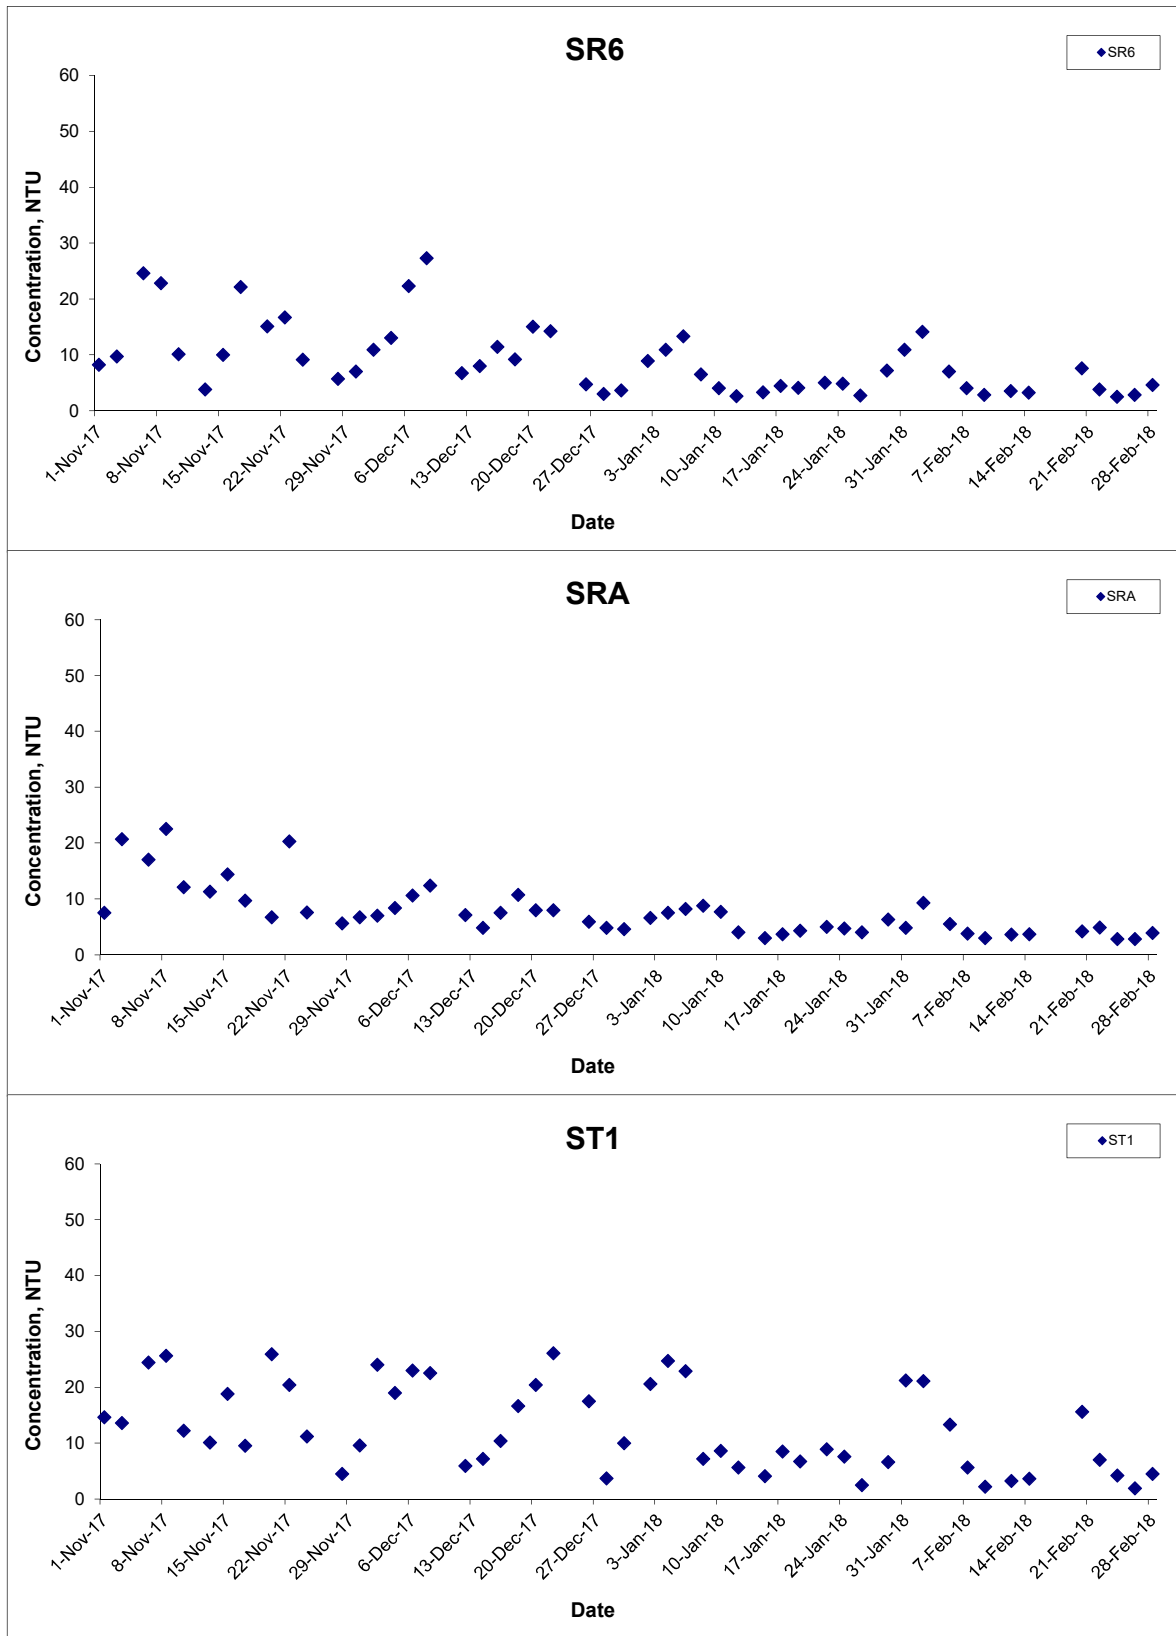 SR6
SR6
60
50
40
30
20
10
0
Concentration, NTU
1-Nov-17
8-Nov-17
15-Nov-17
22-Nov-17
29-Nov-17
6-Dec-17
13-Dec-17
20-Dec-17
27-Dec-17
3-Jan-18
10-Jan-18
17-Jan-18
24-Jan-18
31-Jan-18
7-Feb-18
14-Feb-18
21-Feb-18
28-Feb-18
Date
SRA
SRA
60
50
40
30
20
10
0
Concentration, NTU
1-Nov-17
8-Nov-17
15-Nov-17
22-Nov-17
29-Nov-17
6-Dec-17
13-Dec-17
20-Dec-17
27-Dec-17
3-Jan-18
10-Jan-18
17-Jan-18
24-Jan-18
31-Jan-18
7-Feb-18
14-Feb-18
21-Feb-18
28-Feb-18
Date
ST1
ST1
60
50
40
30
20
10
0
Concentration, NTU
1-Nov-17
8-Nov-17
15-Nov-17
22-Nov-17
29-Nov-17
6-Dec-17
13-Dec-17
20-Dec-17
27-Dec-17
3-Jan-18
10-Jan-18
17-Jan-18
24-Jan-18
31-Jan-18
7-Feb-18
14-Feb-18
21-Feb-18
28-Feb-18
Date